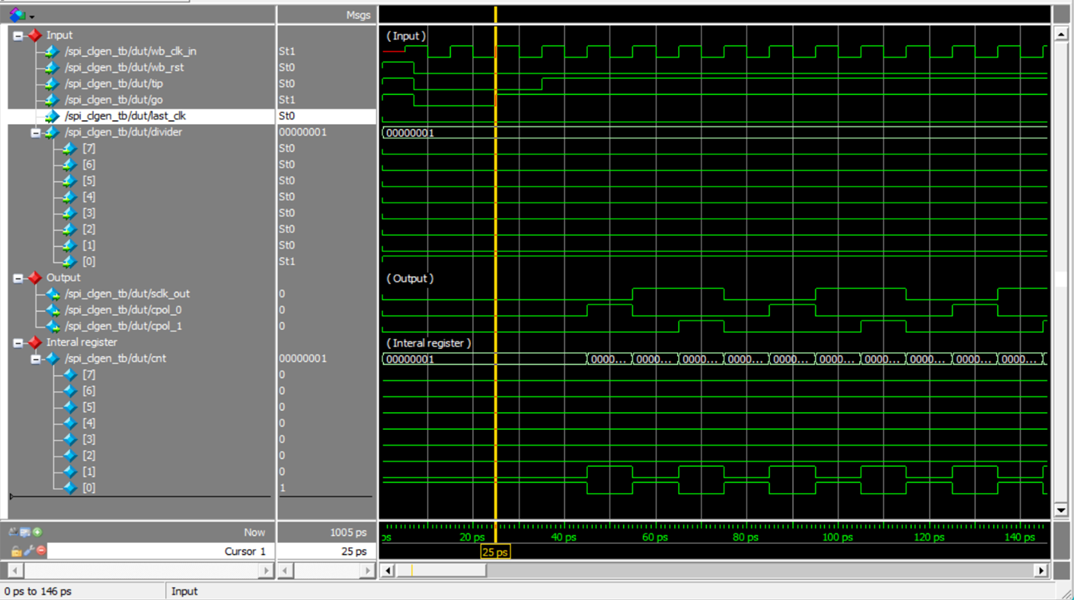 Msgs
Input
(Input)
/spi_clgen_tb/dut/wb_clk_in St1
/spi_clgen_tb/dut/wb_rst St0
/spi_clgen_tb/dut/tip St0
/spi_clgen_tb/dut/go St1
/spi_clgen_tb/dut/last_clk St0
/spi_clgen_tb/dut/divider 00000001 00000001
[7] St0
[6] St0
[5] St0
[4] St0
[3] St0
[2] St0
[1] St0
[0] St1
Output (Output)
/spi_clgen_tb/dut/sclk_out 0
/spi_clgen_tb/dut/cpol_0 0
/spi_clgen_tb/dut/cpol_1 0
Interal register (Interal register)
/spi_clgen_tb/dut/cnt 00000001 00000001 0000... 0000... 0000... 0000... 0000... 0000... 0000... 0000... 0000... 0000...
[7] 0
[6] 0
[5] 0
[4] 0
[3] 0
[2] 0
[1] 0
[0] 1
Now 1005 ps ps 20 ps 40 ps 60 ps 80 ps 100 ps 120 ps 140 ps
Cursor 1 25 ps 25 ps
0 ps to 146 ps Input